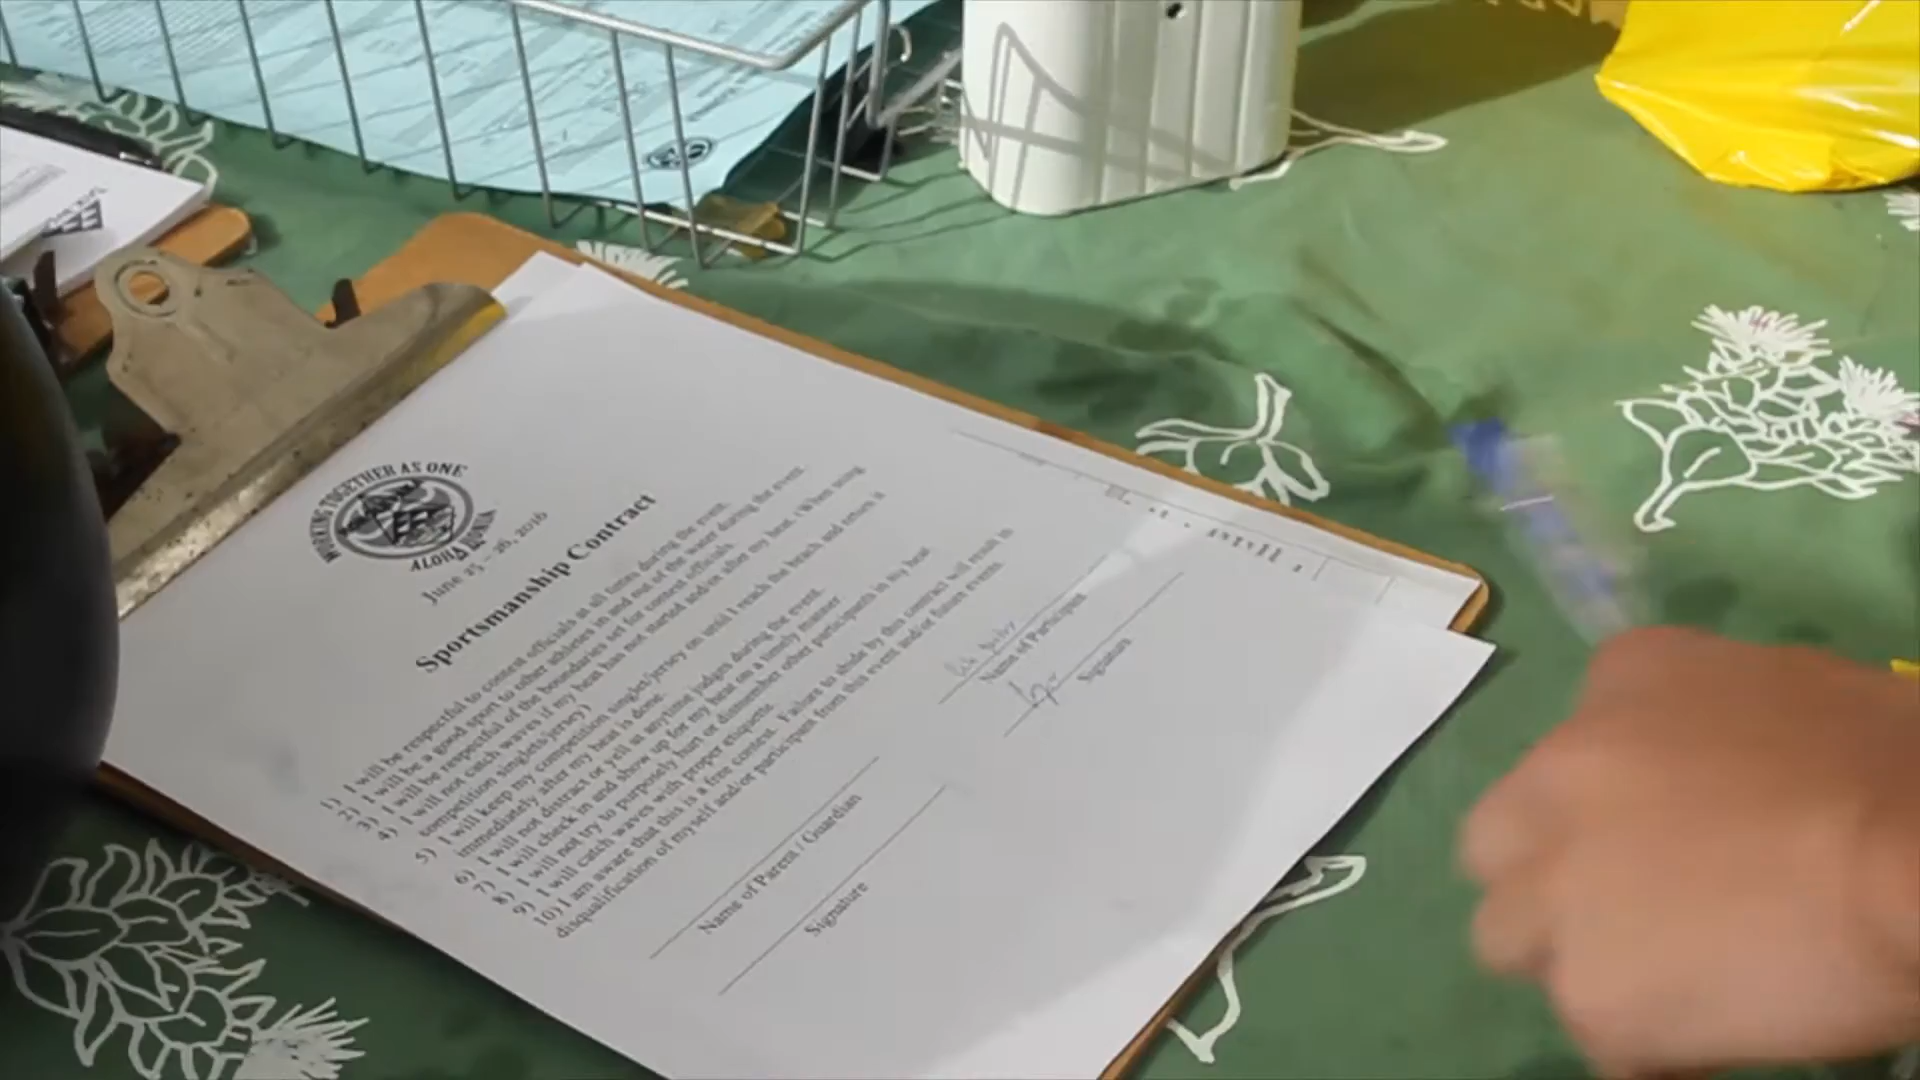 WORKING TOGETHER AS ONE
ALOHA HONUA
June 25 - 26, 2016
Sportsmanship Contract
1) I will be respectful to contest officials at all times during the event.
2) I will be a good sport to other athletes in and out of the water during the event.
3) I will be respectful of the boundaries set for contest officials.
4) I will not catch waves if my heat has not started and/or after my heat. (When using
competition singlets/jersey)
5) I will keep my competition singlet/jersey on until I reach the beach and return it
immediately after my heat is done.
6) I will not distract or yell at anytime judges during the event.
7) I will check in and show up for my heat on a timely manner.
8) I will not try to purposely hurt or dismember other participants in my heat
9) I will catch waves with proper etiquette.
10) I am aware that this is a free contest. Failure to abide by this contract will result in
disqualification of myself and/or participant from this event and/or future events.
Name of Participant
Signature
Name of Parent / Guardian
Signature